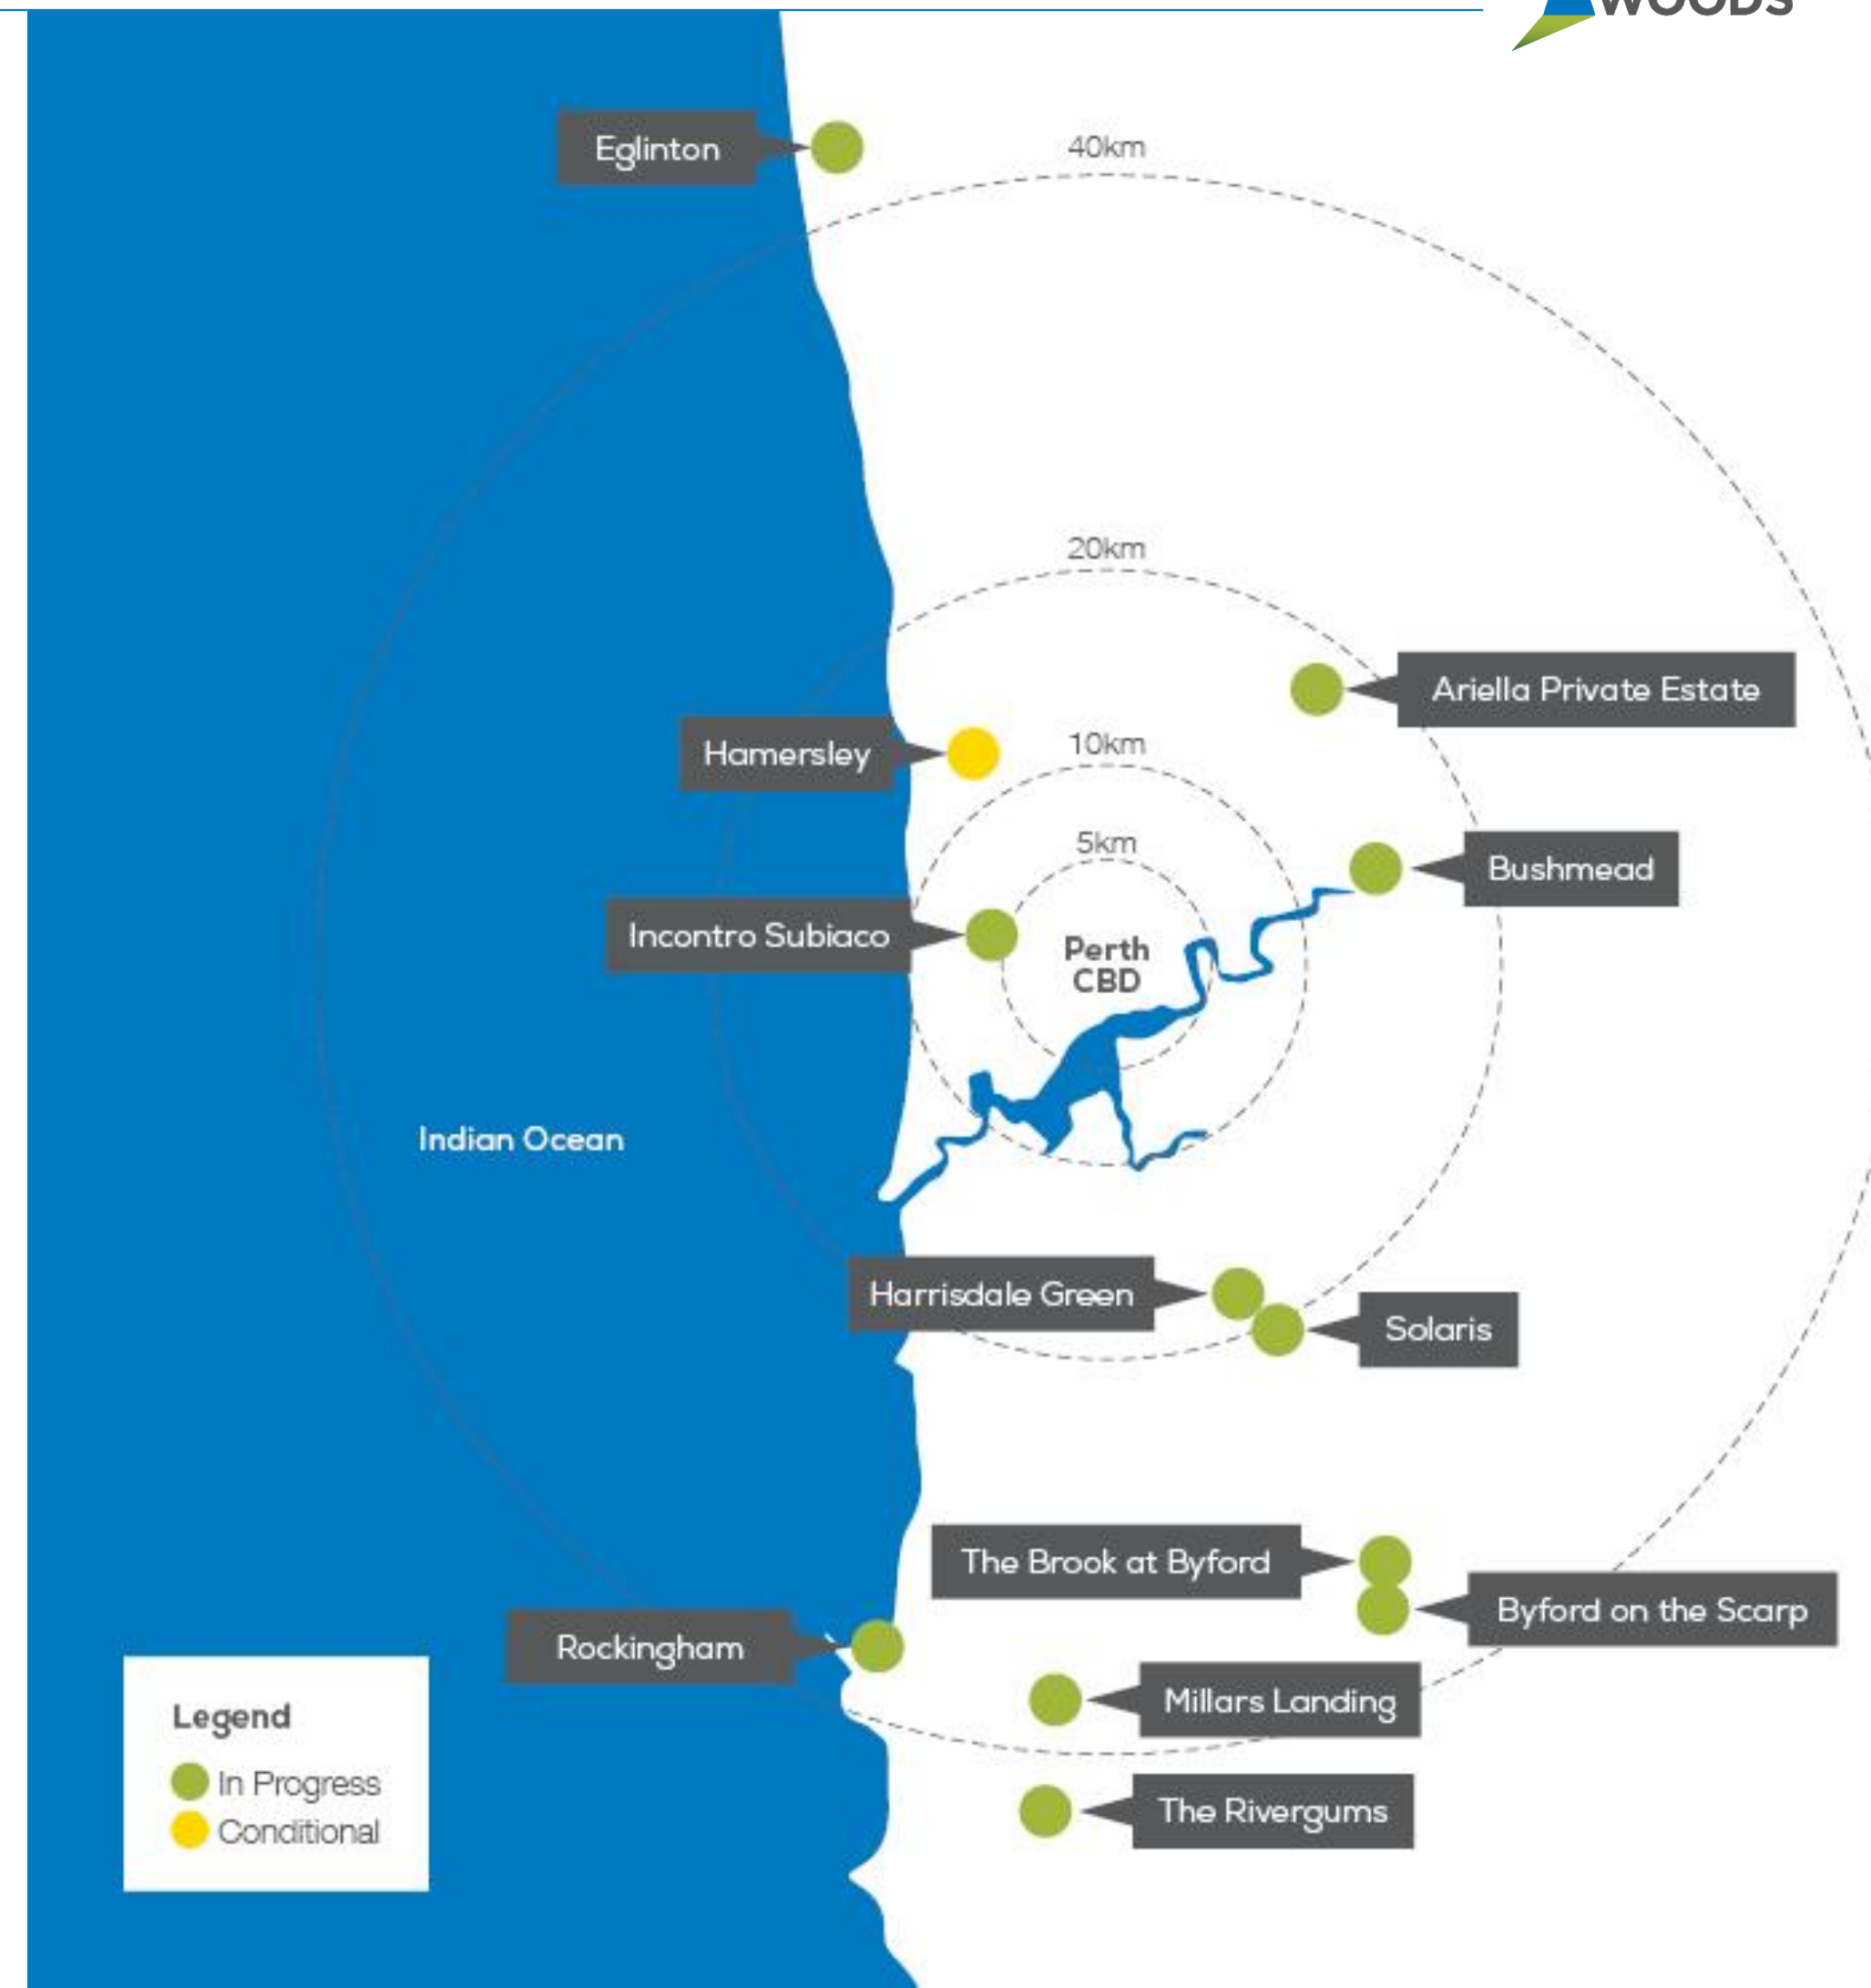 WOODS
Eglinton
40km
20km
Ariella Private Estate
Hamersley
10km
5km
Bushmead
Incontro Subiaco
Perth
CBD
Indian Ocean
Harrisdale Green
Solaris
The Brook at Byford
Byford on the Scarp
Rockingham
Millars Landing
Legend
In Progress
Conditional
The Rivergums